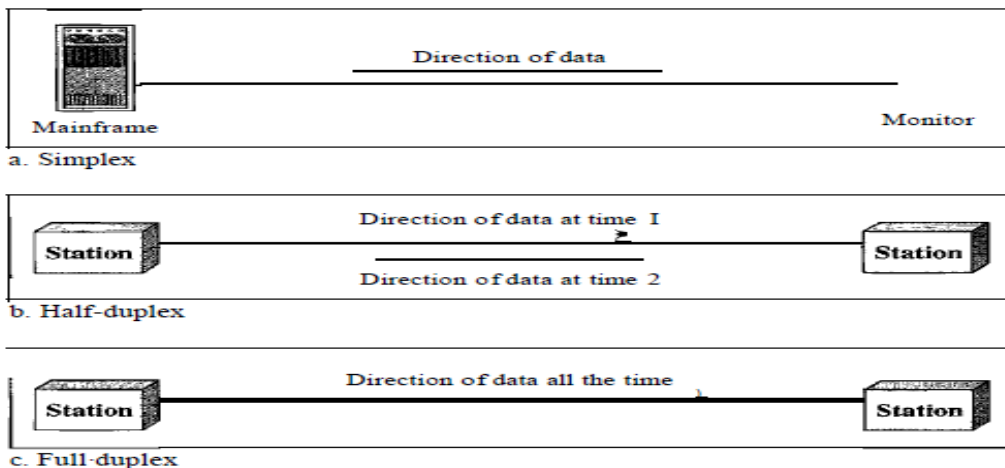 Direction of data
Mainframe
Monitor
a. Simplex
Direction of data at time I
Station
Station
Direction of data at time 2
b. Half-duplex
Direction of data all the time
Station
Station
c. Full·duplex